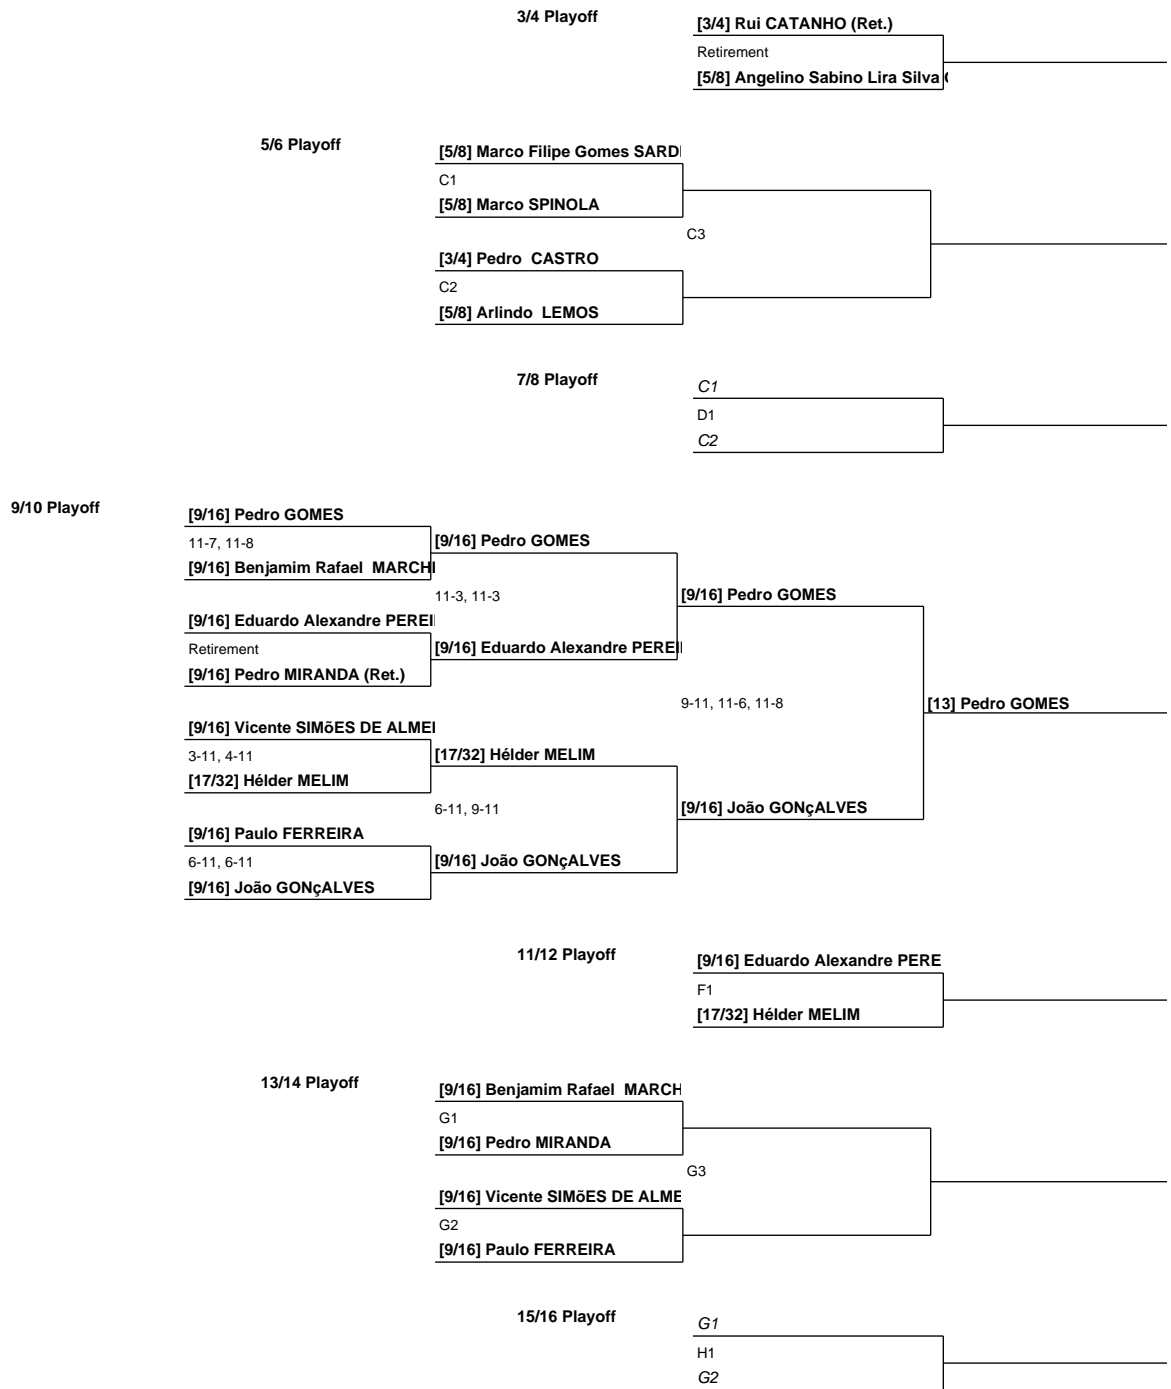 3/4 Playoff
[3/4] Rui CATANHO (Ret.)
Retirement
[5/8] Angelino Sabino Lira Silva
5/6 Playoff
[5/8] Marco Filipe Gomes SARD
C1
[5/8] Marco SPINOLA
C3
[3/4] Pedro CASTRO
C2
[5/8] Arlindo LEMOS
7/8 Playoff
C1
D1
C2
9/10 Playoff
[9/16] Pedro GOMES
11-7, 11-8
[9/16] Pedro GOMES
[9/16] Benjamim Rafael MARCH
11-3, 11-3
[9/16] Pedro GOMES
[9/16] Eduardo Alexandre PEREI
Retirement
[9/16] Eduardo Alexandre PEREI
[9/16] Pedro MIRANDA (Ret.)
9-11, 11-6, 11-8
[13] Pedro GOMES
[9/16] Vicente SIMõES DE ALMEI
3-11, 4-11
[17/32] Hélder MELIM
[17/32] Hélder MELIM
6-11, 9-11
[9/16] João GONçALVES
[9/16] Paulo FERREIRA
6-11, 6-11
[9/16] João GONçALVES
[9/16] João GONçALVES
11/12 Playoff
[9/16] Eduardo Alexandre PERE
F1
[17/32] Hélder MELIM
13/14 Playoff
[9/16] Benjamim Rafael MARCH
G1
[9/16] Pedro MIRANDA
G3
[9/16] Vicente SIMõES DE ALME
G2
[9/16] Paulo FERREIRA
15/16 Playoff
G1
H1
G2